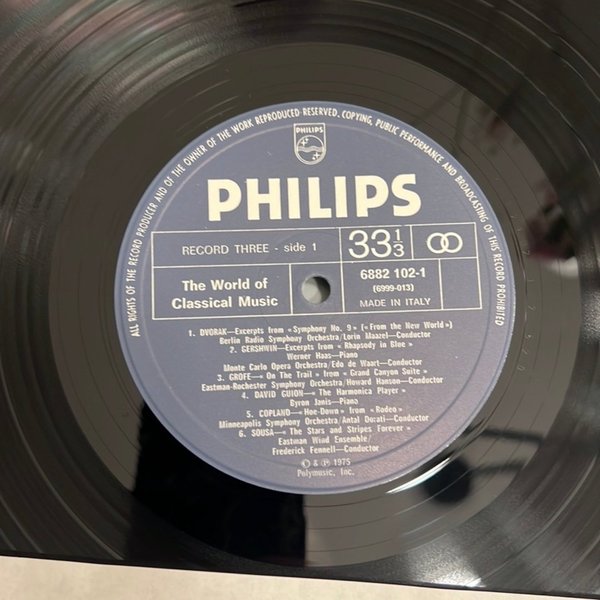 ALL RIGHTS OF THE RECORD PRODUCER AND OF THE OWNER OF THE WORK REPRODUCED RESERVED. COPYING, PUBLIC PERFORMANCE AND BROADCASTING OF THIS RECORD PROHIBITED
PHILIPS
PHILIPS
RECORD THREE - side 1
33 1/3
The World of
Classical Music
6882 102-1
(6999-013)
MADE IN ITALY
1. DVORAK—Excerpts from «Symphony No. 9» («From the New World»)
Berlin Radio Symphony Orchestra/Lorin Maazel—Conductor
2. GERSHWIN—Excerpts from «Rhapsody in Blue»
Werner Haas—Piano
Monte Carlo Opera Orchestra/Edo de Waart—Conductor
3. GROFE—«On The Trail» from «Grand Canyon Suite»
Eastman-Rochester Symphony Orchestra/Howard Hanson—Conductor
4. DAVID GUION—«The Harmonica Player»
Byron Janis—Piano
5. COPLAND—«Hoe-Down» from «Rodeo»
Minneapolis Symphony Orchestra/Antal Dorati—Conductor
6. SOUSA—«The Stars and Stripes Forever»
Eastman Wind Ensemble/
Frederick Fennell—Conductor
© & ℗ 1975
Polymusic, Inc.